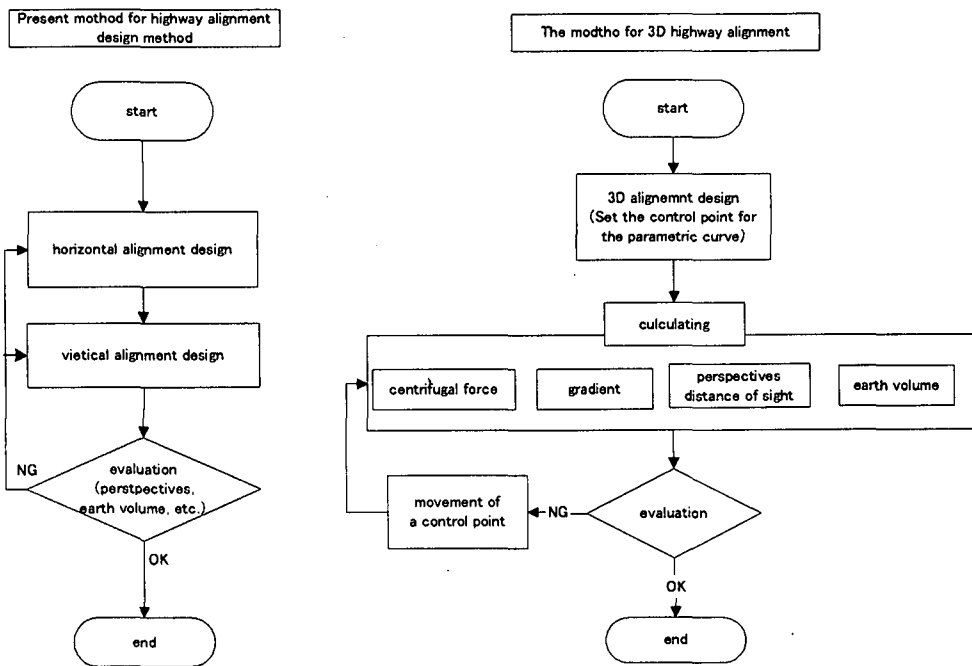 Present mothod for highway alignment
design method
start
horizontal alignment design
vietical alignment design
NG
evaluation
(perstpectives,
earth volume, etc.)
OK
end
The modtho for 3D highway alignment
start
3D alignemnt design
(Set the control point for
the parametric curve)
culculating
centrifugal force
gradient
perspectives
distance of sight
earth volume
movement of
a control point
NG
evaluation
OK
end